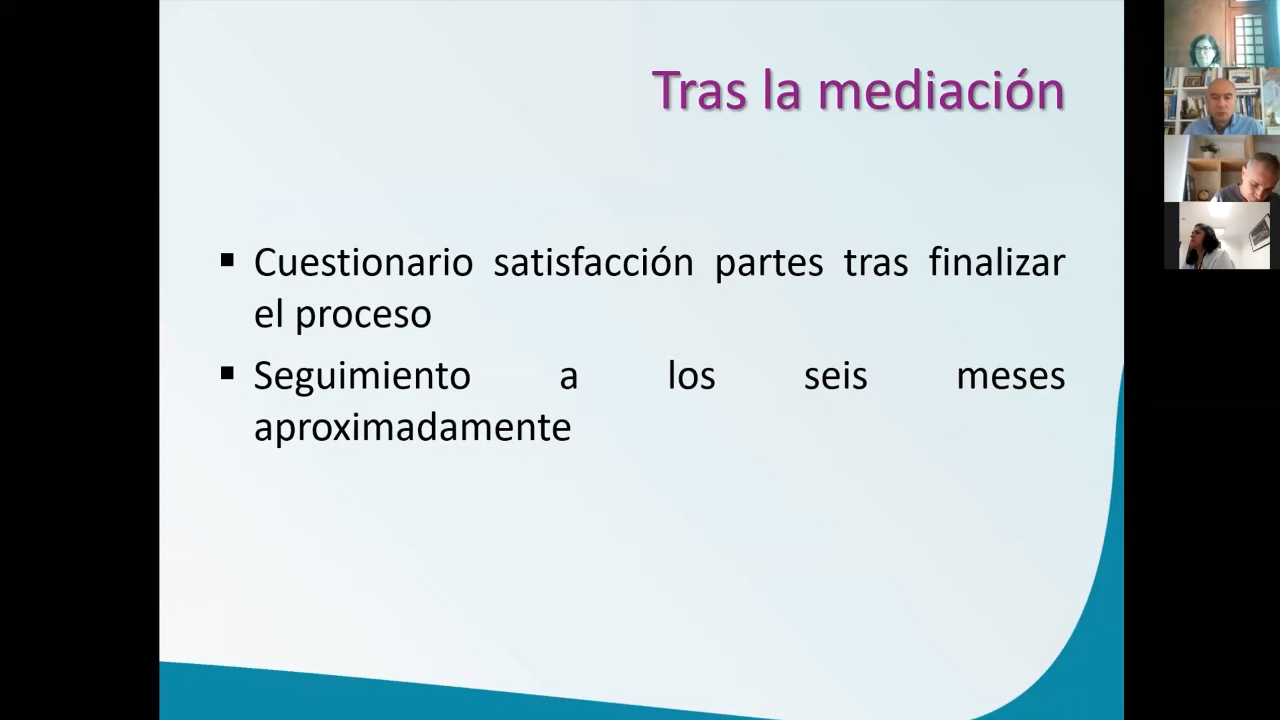 Tras la mediación
▪ Cuestionario satisfacción partes tras finalizar
el proceso
▪ Seguimiento a los seis meses
aproximadamente